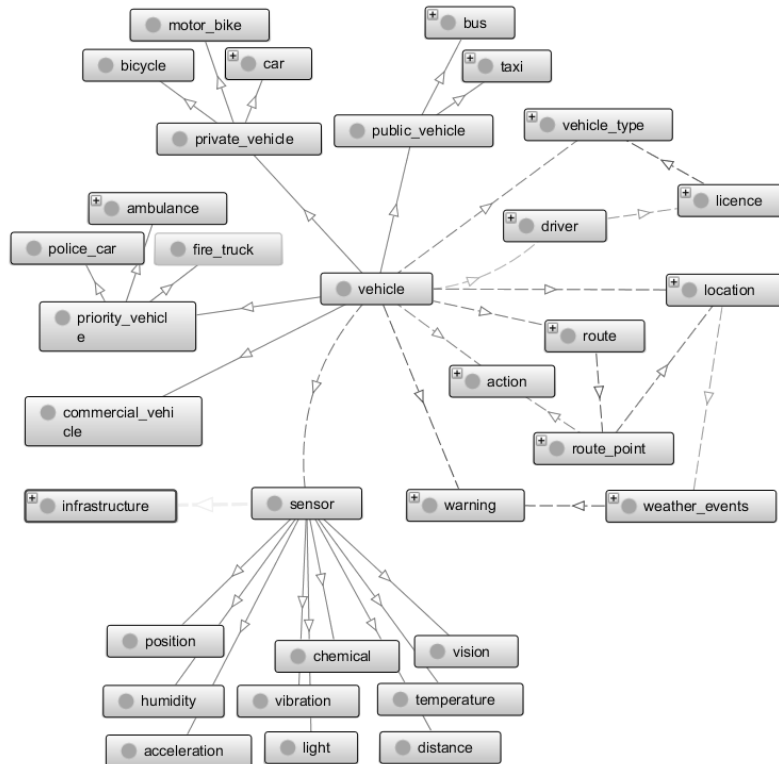 motor_bike
bus
bicycle
car
taxi
private_vehicle
public_vehicle
vehicle_type
licence
ambulance
driver
police_car
fire_truck
vehicle
location
priority_vehicl
e
route
action
commercial_vehi
cle
route_point
infrastructure
sensor
warning
weather_events
position
chemical
vision
humidity
vibration
temperature
acceleration
light
distance